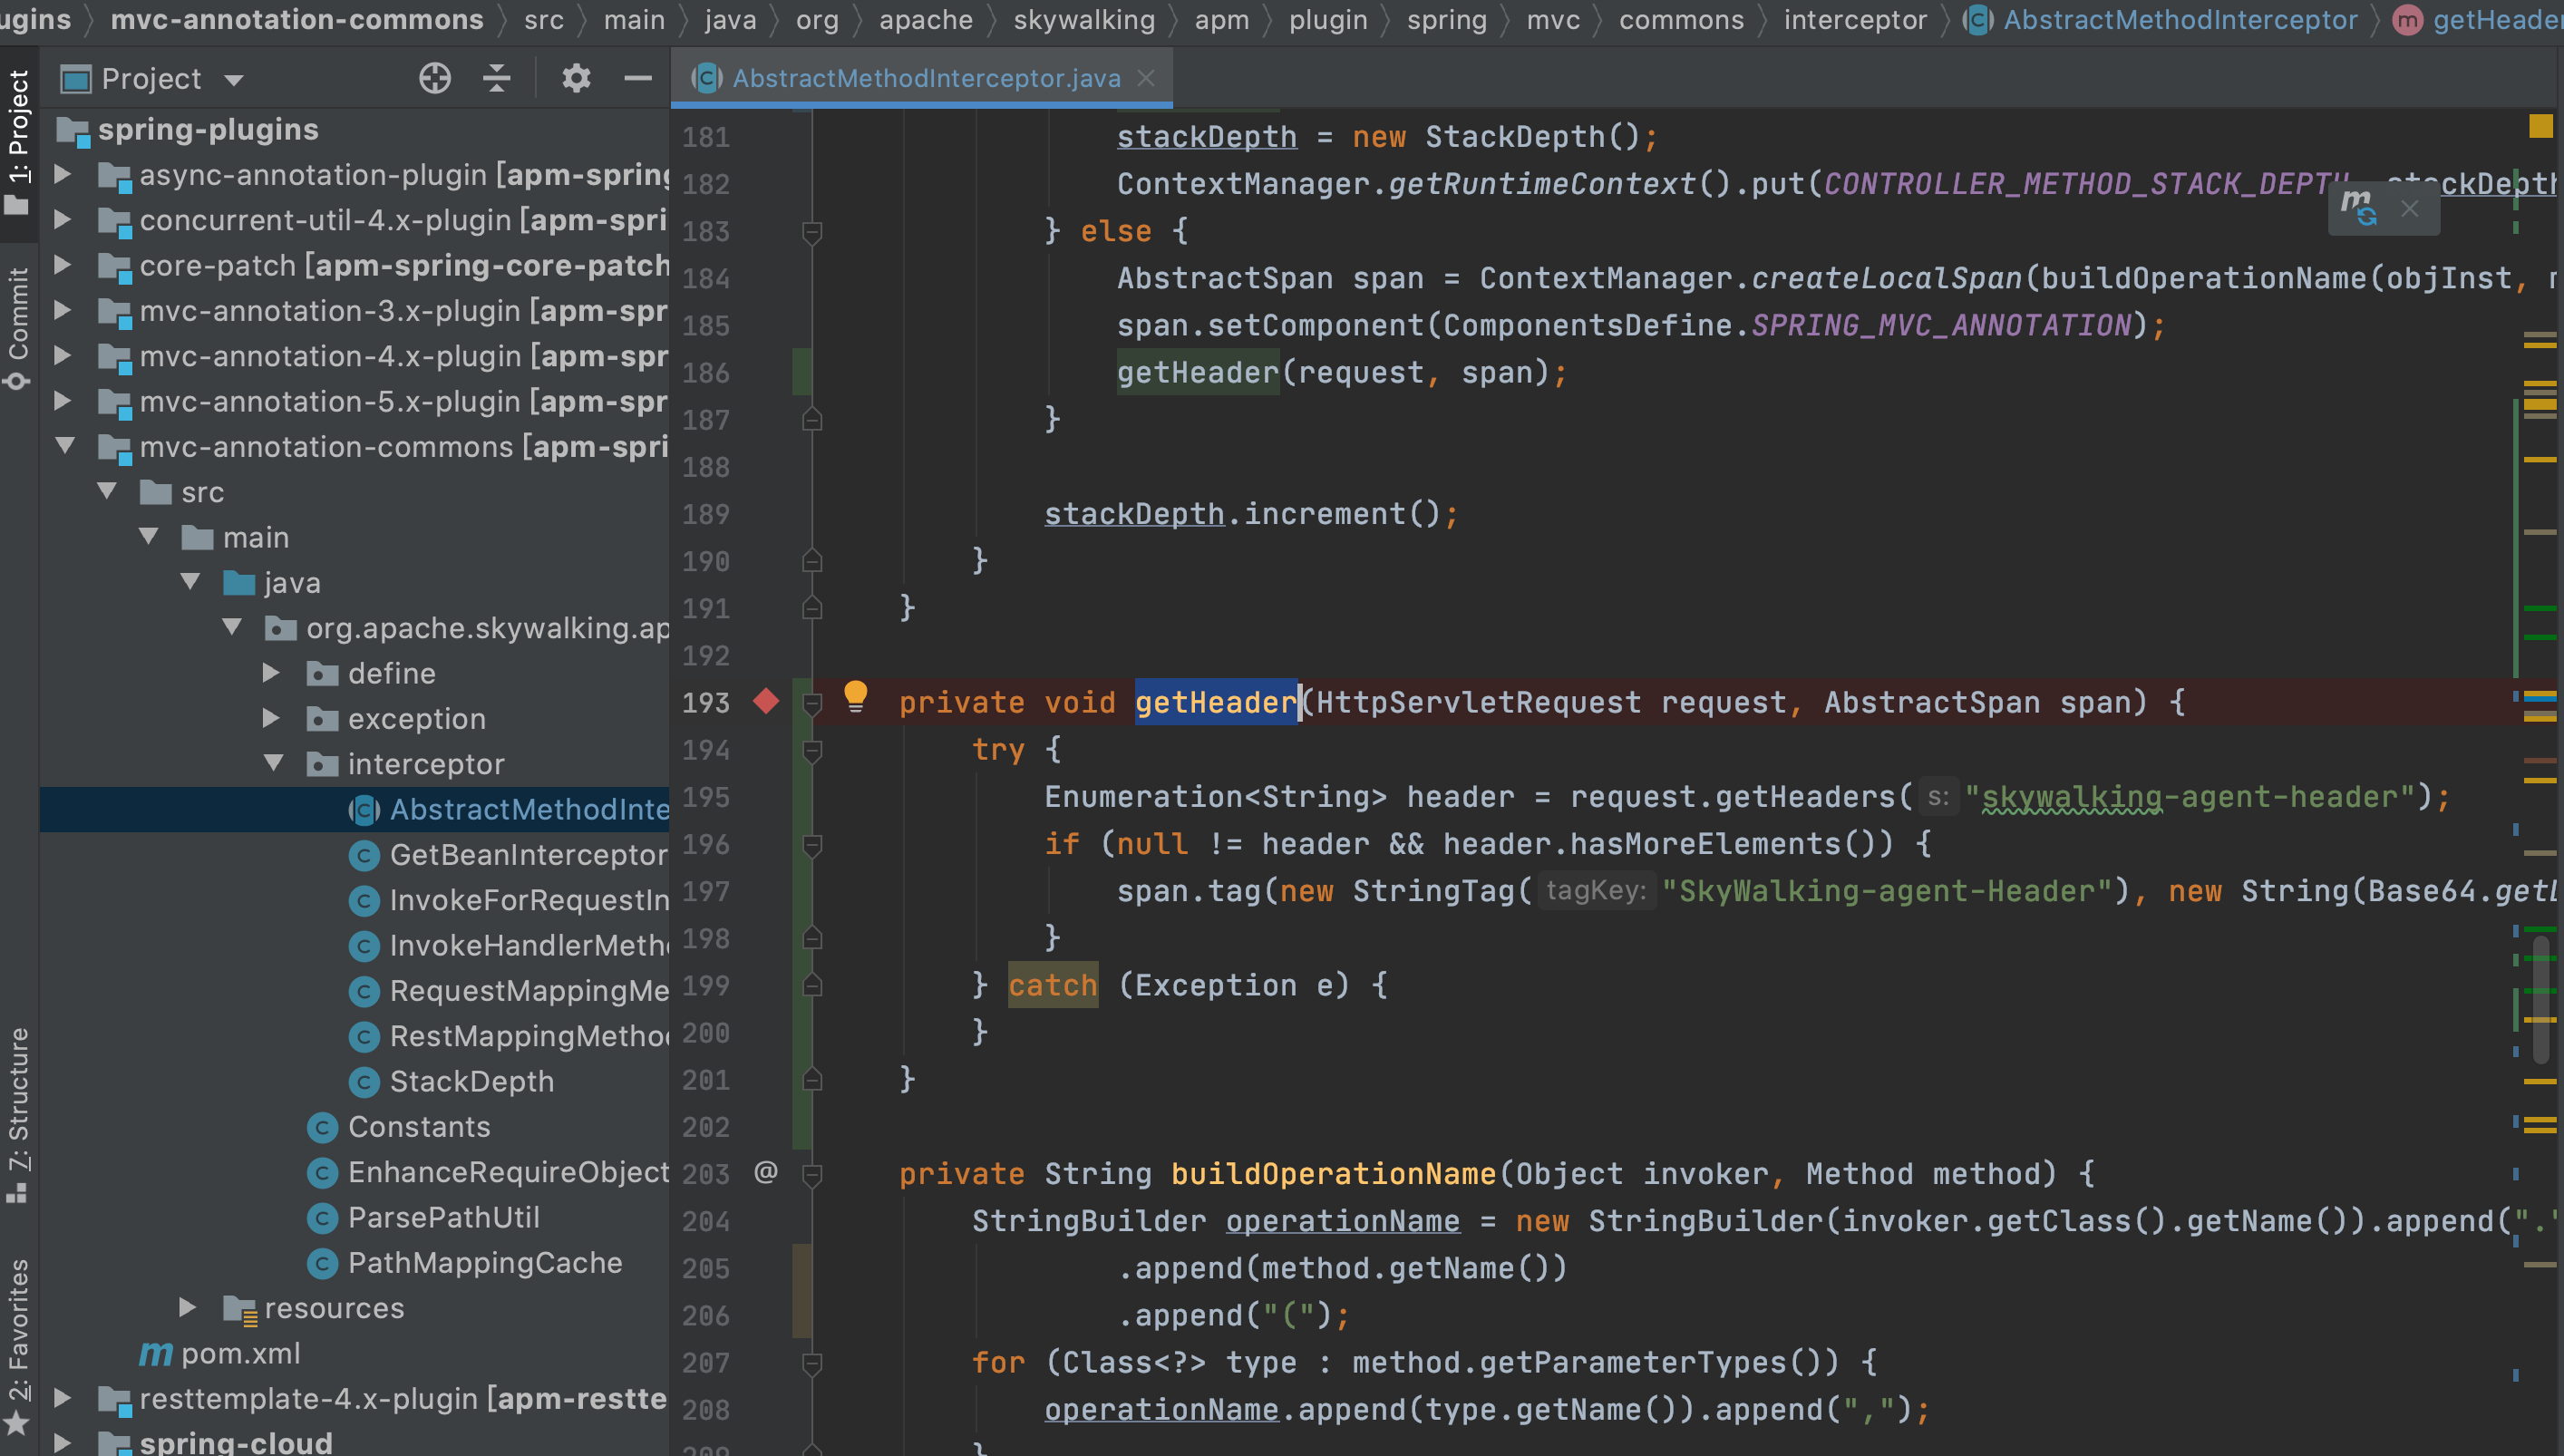 ugins mvc-annotation-commons src main java org apache skywalking apm plugin spring mvc commons interceptor AbstractMethodInterceptor getHeader
1: Project
Commit
7: Structure
2: Favorites
Project
spring-plugins
async-annotation-plugin [apm-spring
concurrent-util-4.x-plugin [apm-spri
core-patch [apm-spring-core-patch
mvc-annotation-3.x-plugin [apm-spr
mvc-annotation-4.x-plugin [apm-spr
mvc-annotation-5.x-plugin [apm-spr
mvc-annotation-commons [apm-spri
src
main
java
org.apache.skywalking.ap
define
exception
interceptor
AbstractMethodInte
GetBeanInterceptor
InvokeForRequestIn
InvokeHandlerMeth
RequestMappingMe
RestMappingMetho
StackDepth
Constants
EnhanceRequireObject
ParsePathUtil
PathMappingCache
resources
pom.xml
resttemplate-4.x-plugin [apm-restte
spring-cloud
AbstractMethodInterceptor.java
181 stackDepth = new StackDepth();
182 ContextManager.getRuntimeContext().put(CONTROLLER_METHOD_STACK_DEPTH stackDepth
183 } else {
184 AbstractSpan span = ContextManager.createLocalSpan(buildOperationName(objInst,
185 span.setComponent(ComponentsDefine.SPRING_MVC_ANNOTATION);
186 getHeader(request, span);
187 }
188
189 stackDepth.increment();
190 }
191 }
192
193 private void getHeader(HttpServletRequest request, AbstractSpan span) {
194 try {
195 Enumeration<String> header = request.getHeaders( s: "skywalking-agent-header");
196 if (null != header && header.hasMoreElements()) {
197 span.tag(new StringTag( tagKey: "SkyWalking-agent-Header"), new String(Base64.get
198 }
199 } catch (Exception e) {
200 }
201 }
202
203 @ private String buildOperationName(Object invoker, Method method) {
204 StringBuilder operationName = new StringBuilder(invoker.getClass().getName()).append("."
205 .append(method.getName())
206 .append("(");
207 for (Class<?> type : method.getParameterTypes()) {
208 operationName.append(type.getName()).append(",");
209 }